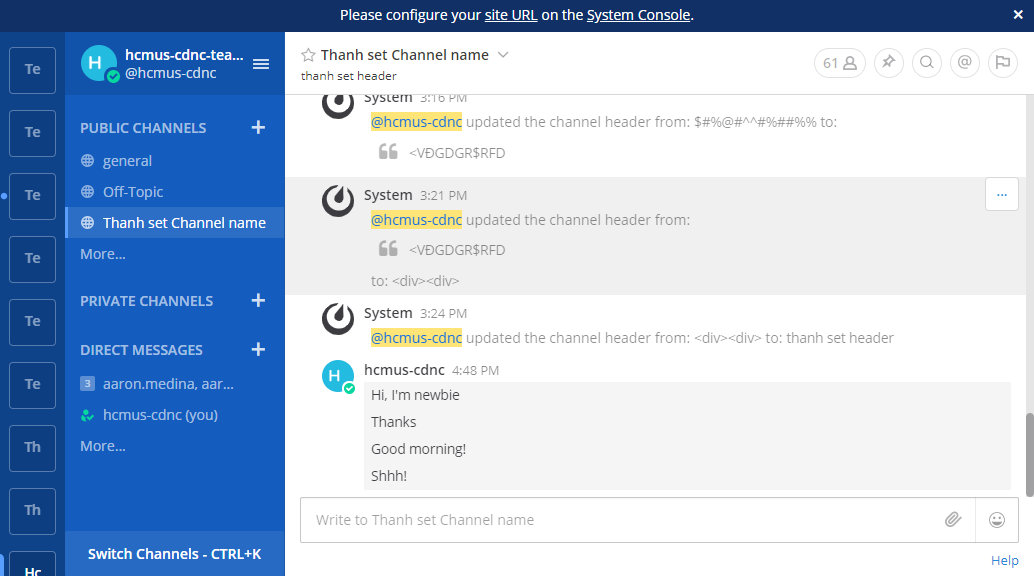 Please configure your site URL on the System Console.
×
Te
Te
Te
Te
Te
Te
Th
Th
Hc
H
hcmus-cdnc-tea...
@hcmus-cdnc
PUBLIC CHANNELS
+
general
Off-Topic
Thanh set Channel name
More...
PRIVATE CHANNELS
+
DIRECT MESSAGES
+
3 aaron.medina, aar...
hcmus-cdnc (you)
More...
Switch Channels - CTRL+K
Thanh set Channel name
thanh set header
61
@
System 3:16 PM
@hcmus-cdnc updated the channel header from: $#%@#^^#%##%% to:
<VĐGDGR$RFD
System 3:21 PM
...
@hcmus-cdnc updated the channel header from:
<VĐGDGR$RFD
to: <div><div>
System 3:24 PM
@hcmus-cdnc updated the channel header from: <div><div> to: thanh set header
H
hcmus-cdnc 4:48 PM
Hi, I'm newbie
Thanks
Good morning!
Shhh!
Write to Thanh set Channel name
Help